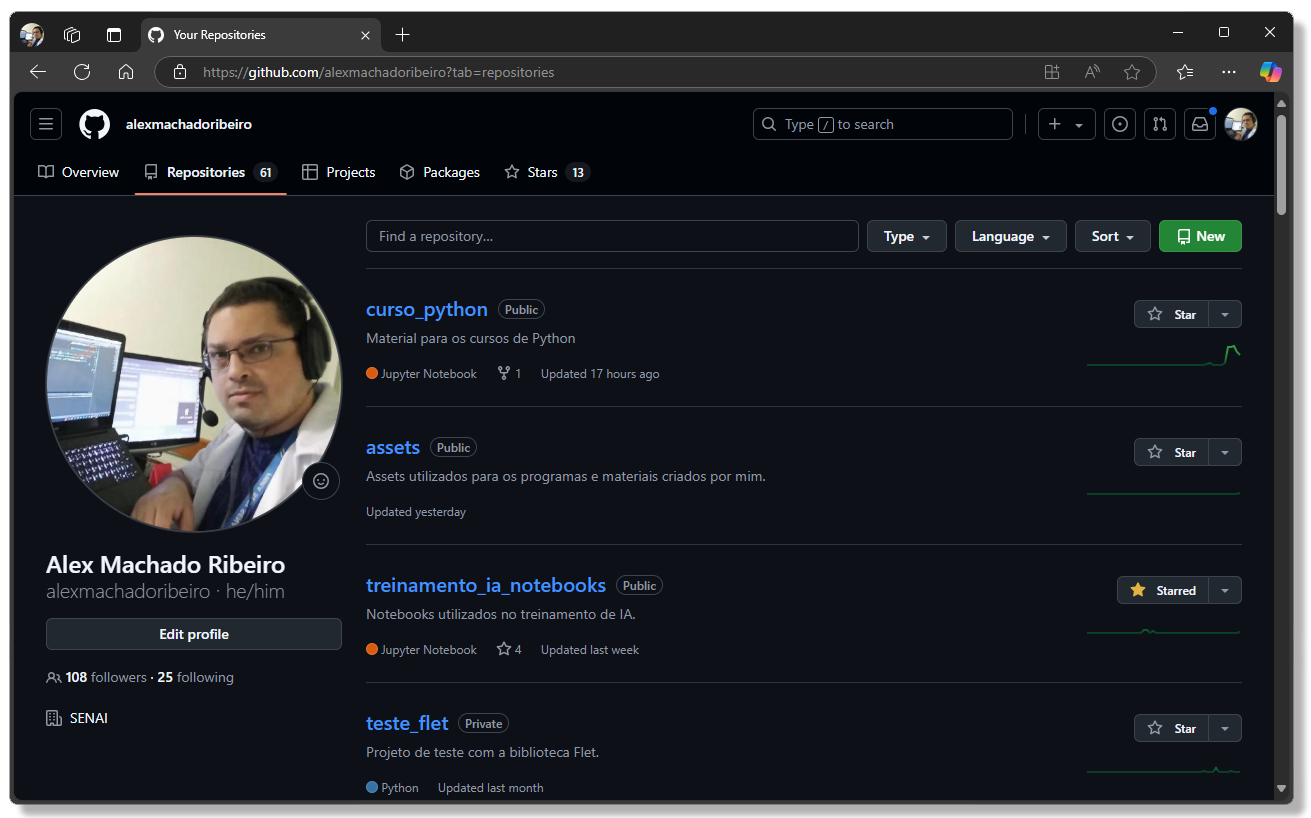 Your Repositories
https://github.com/alexmachadoribeiro?tab=repositories
alexmachadoribeiro
Type / to search
Overview
Repositories 61
Projects
Packages
Stars 13
Find a repository...
Type
Language
Sort
New
curso_python Public
Star
Material para os cursos de Python
Jupyter Notebook 1 Updated 17 hours ago
assets Public
Star
Assets utilizados para os programas e materiais criados por mim.
Updated yesterday
Alex Machado Ribeiro
alexmachadoribeiro · he/him
Edit profile
108 followers · 25 following
SENAI
treinamento_ia_notebooks Public
Starred
Notebooks utilizados no treinamento de IA.
Jupyter Notebook 4 Updated last week
teste_flet Private
Star
Projeto de teste com a biblioteca Flet.
Python Updated last month